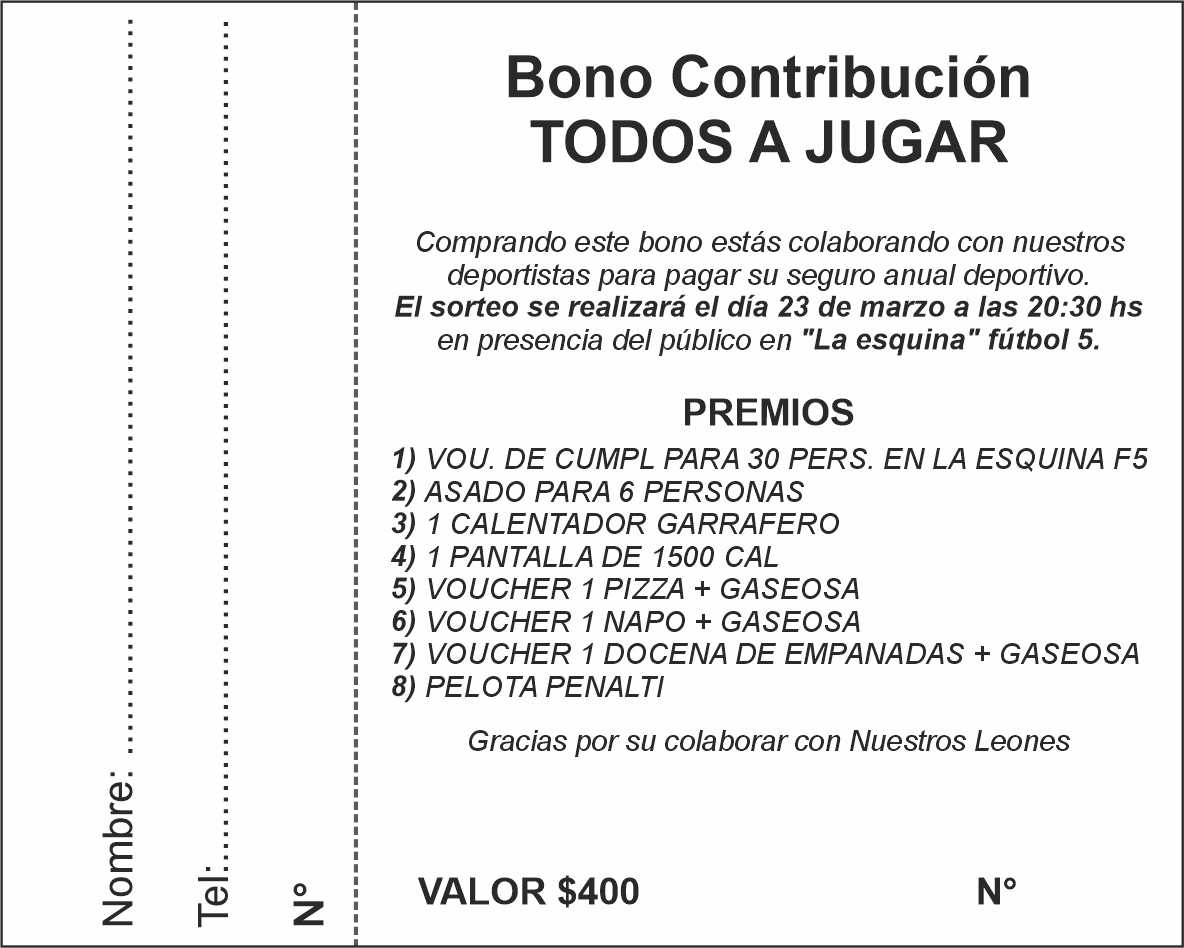 Nombre: ........................................................
Tel:........................................................
N°
Bono Contribución
TODOS A JUGAR
Comprando este bono estás colaborando con nuestros
deportistas para pagar su seguro anual deportivo.
El sorteo se realizará el día 23 de marzo a las 20:30 hs
en presencia del público en "La esquina" fútbol 5.
PREMIOS
1) VOU. DE CUMPL PARA 30 PERS. EN LA ESQUINA F5
2) ASADO PARA 6 PERSONAS
3) 1 CALENTADOR GARRAFERO
4) 1 PANTALLA DE 1500 CAL
5) VOUCHER 1 PIZZA + GASEOSA
6) VOUCHER 1 NAPO + GASEOSA
7) VOUCHER 1 DOCENA DE EMPANADAS + GASEOSA
8) PELOTA PENALTI
Gracias por su colaborar con Nuestros Leones
VALOR $400 N°